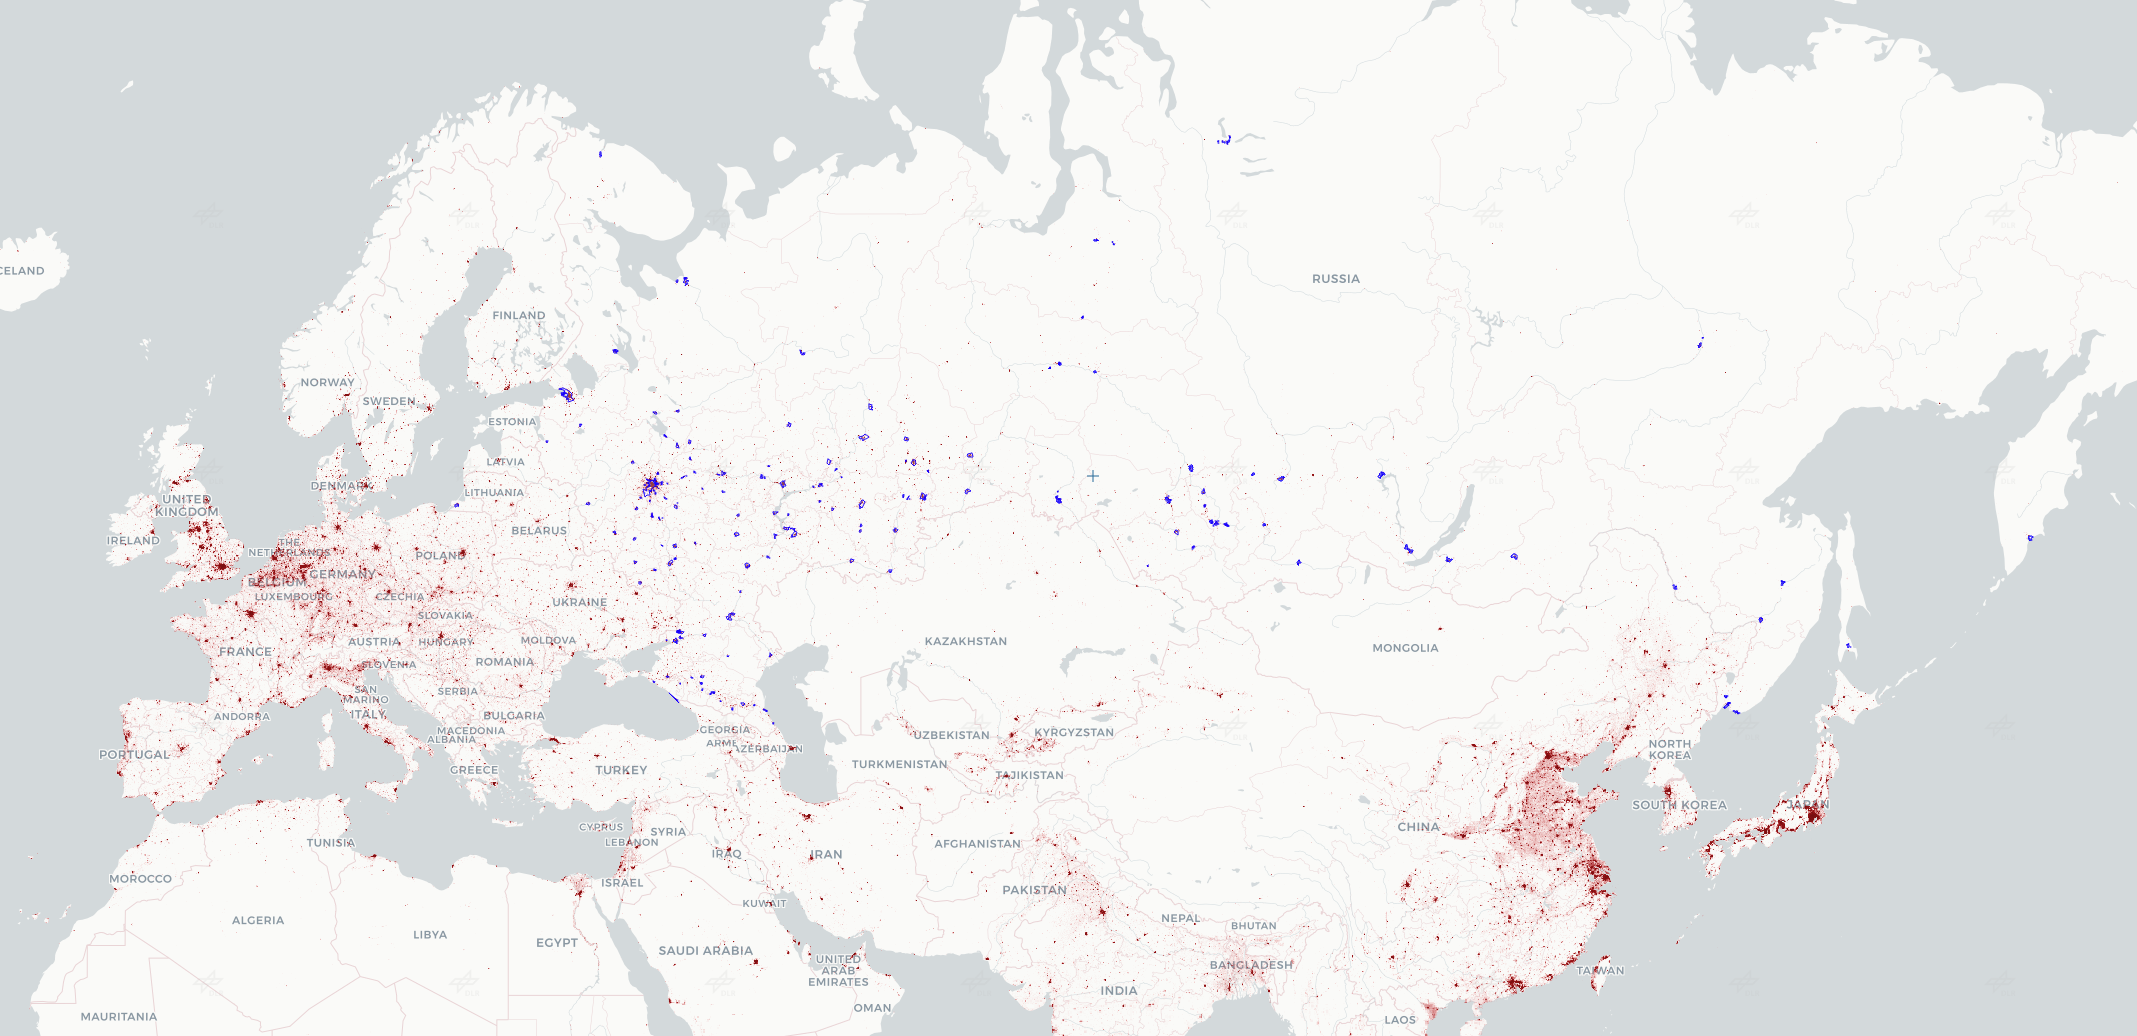 CELAND
RUSSIA
FINLAND
NORWAY
SWEDEN
ESTONIA
LATVIA
DENMARK
LITHUANIA
UNITED
KINGDOM
BELARUS
IRELAND
THE
NETHERLANDS
POLAND
GERMANY
BELGIUM
LUXEMBOURG
CZECHIA
UKRAINE
SLOVAKIA
AUSTRIA
HUNGARY
MOLDOVA
KAZAKHSTAN
FRANCE
MONGOLIA
SLOVENIA
ROMANIA
SAN
MARINO
SERBIA
ITALY
ANDORRA
BULGARIA
MACEDONIA
ALBANIA
GEORGIA
ARME
AZERBAIJAN
UZBEKISTAN
KYRGYZSTAN
NORTH
KOREA
PORTUGAL
GREECE
TURKEY
TURKMENISTAN
TAJIKISTAN
SOUTH KOREA
JAPAN
CYPRUS
SYRIA
LEBANON
TUNISIA
IRAQ
IRAN
AFGHANISTAN
CHINA
MOROCCO
ISRAEL
PAKISTAN
KUWAIT
ALGERIA
LIBYA
EGYPT
SAUDI ARABIA
NEPAL
BHUTAN
UNITED
ARAB
EMIRATES
BANGLADESH
TAIWAN
INDIA
OMAN
MAURITANIA
LAOS